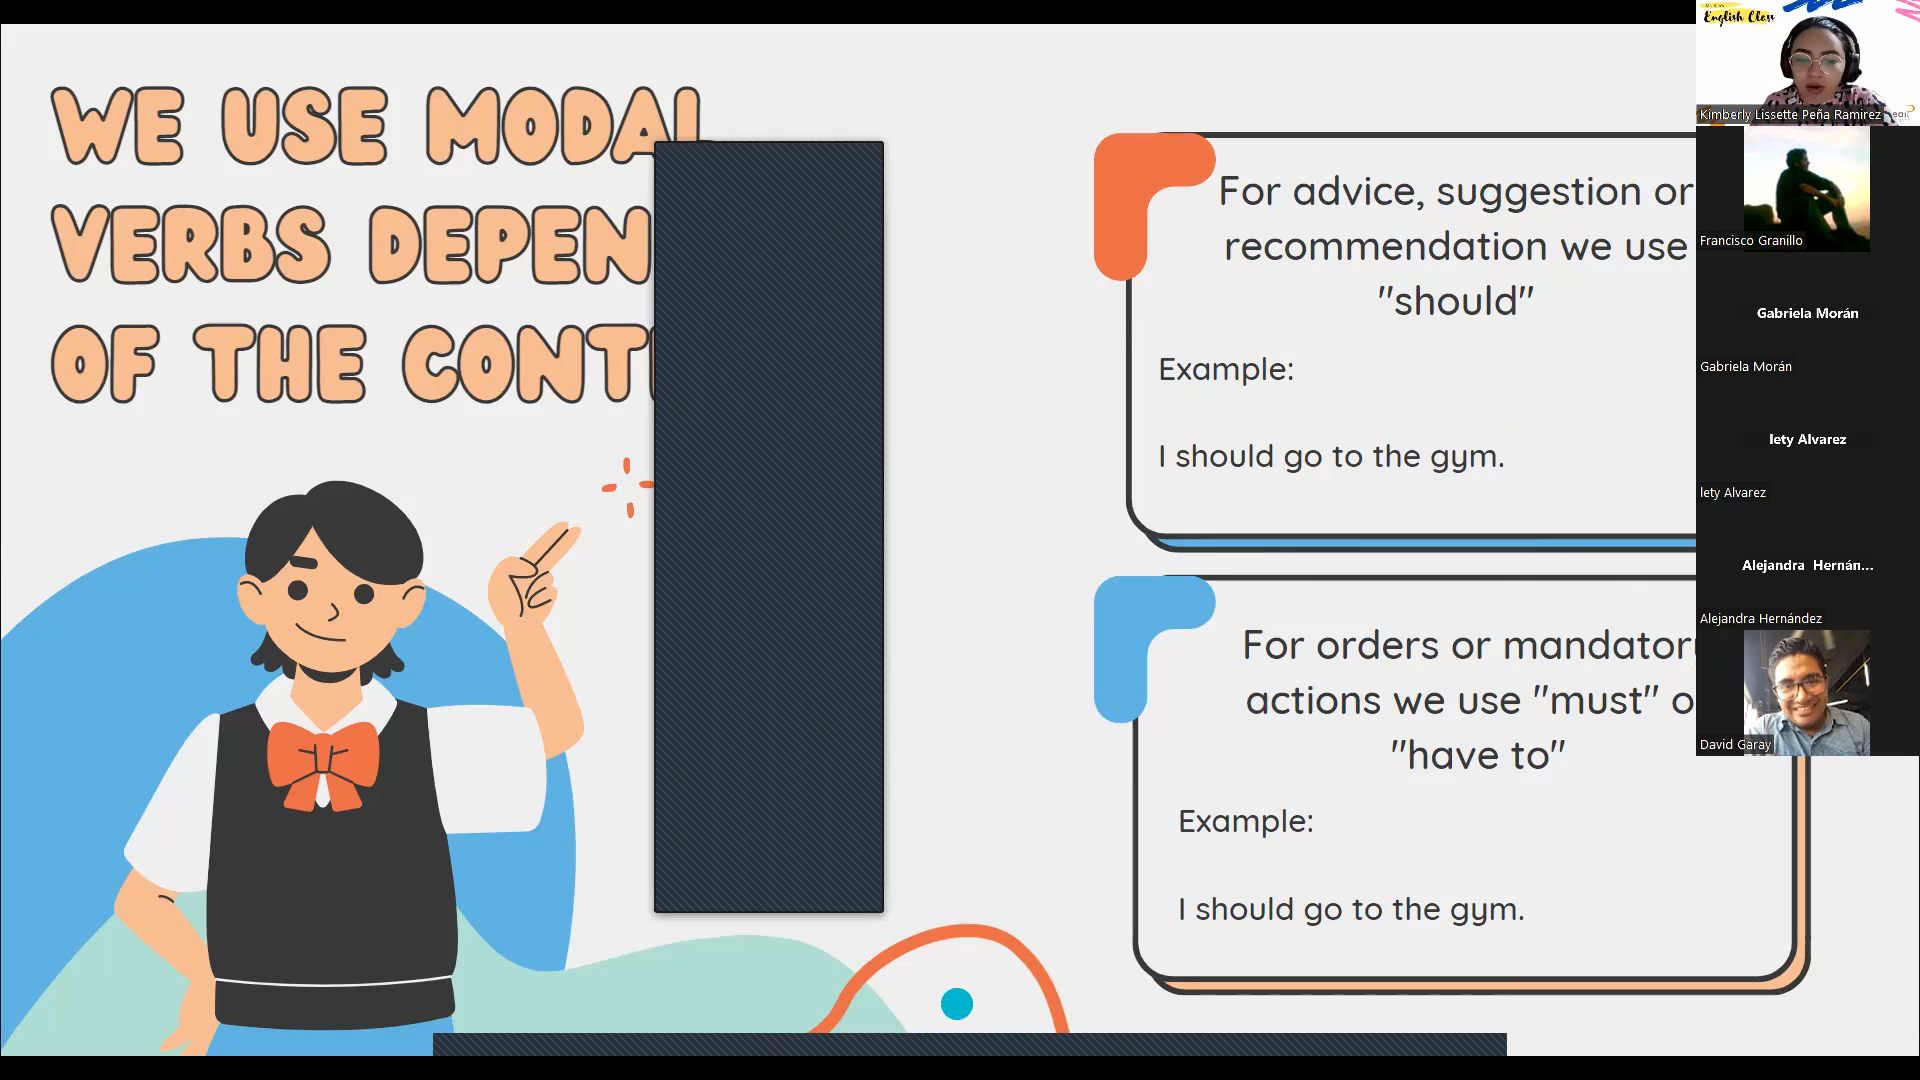 WE USE MODAL
VERBS DEPEN
OF THE CONT
For advice, suggestion or
recommendation we use
"should"
Example:
I should go to the gym.
For orders or mandator
actions we use "must" o
"have to"
Example:
I should go to the gym.
English Class
Kimberly Lissette Peña Ramirez
Francisco Granillo
Gabriela Morán
Gabriela Morán
lety Alvarez
lety Alvarez
Alejandra Hernán...
Alejandra Hernández
David Garay